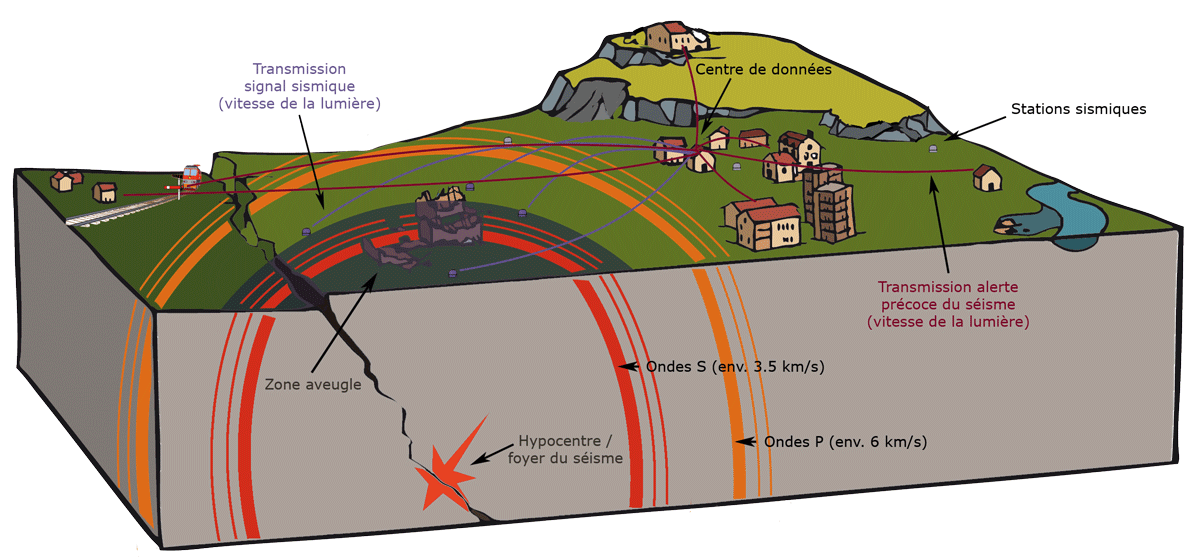 Transmission
signal sismique
(vitesse de la lumière)
Centre de données
Stations sismiques
Transmission alerte
précoce du séisme
(vitesse de la lumière)
Zone aveugle
Ondes S (env. 3.5 km/s)
Ondes P (env. 6 km/s)
Hypocentre /
foyer du séisme